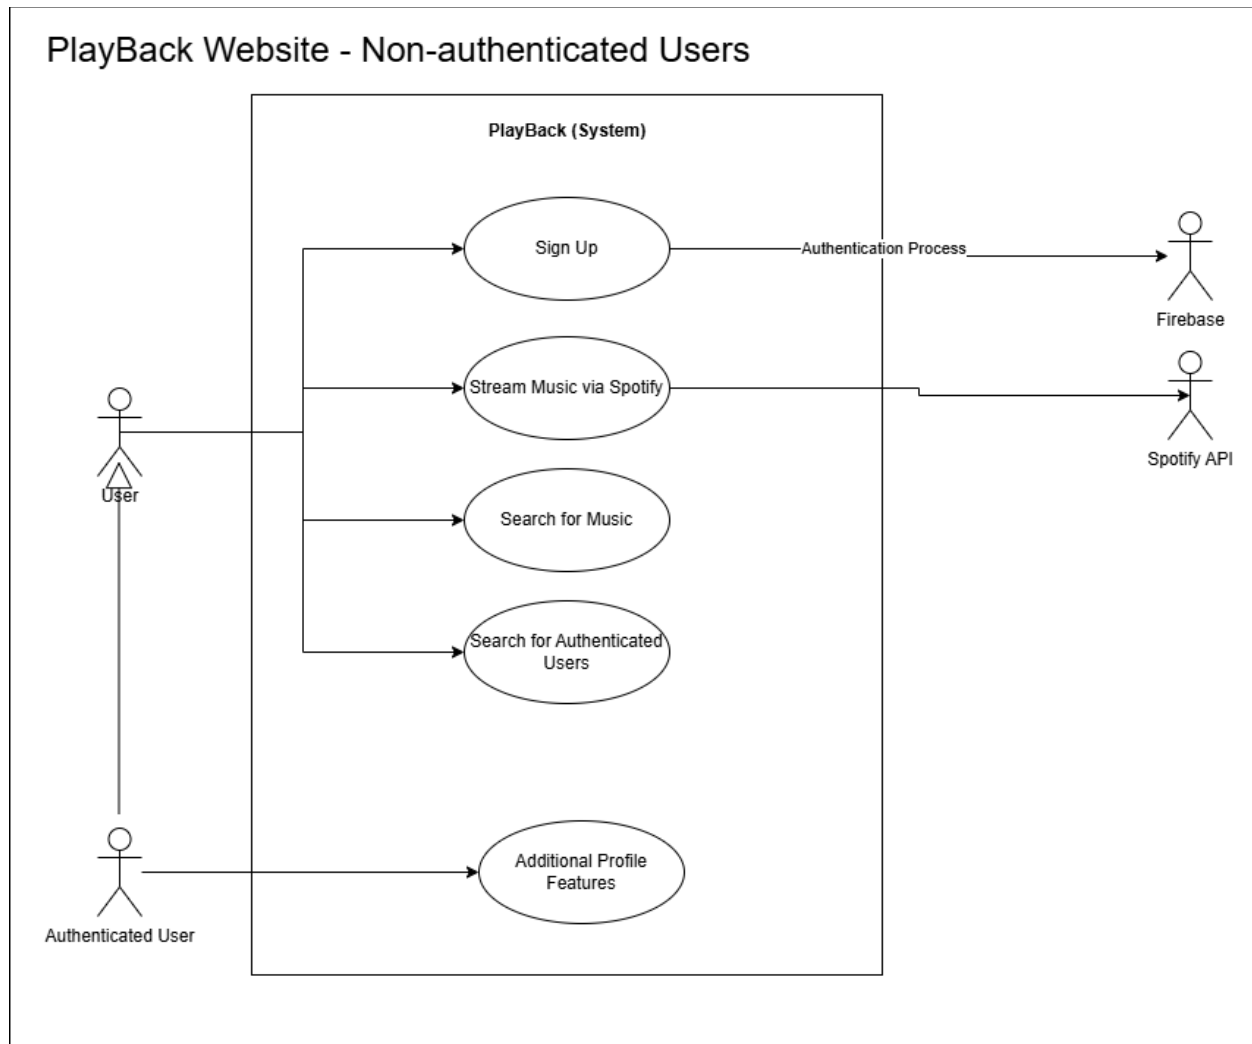 PlayBack Website - Non-authenticated Users
PlayBack (System)
Sign Up
Authentication Process
Firebase
Stream Music via Spotify
Spotify API
User
Search for Music
Search for Authenticated
Users
Additional Profile
Features
Authenticated User